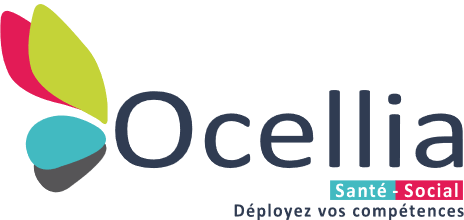 Ocellia
Santé - Social
Déployez vos compétences